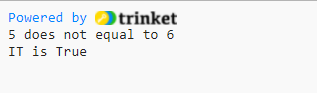 Powered by trinket
5 does not equal to 6
IT is True